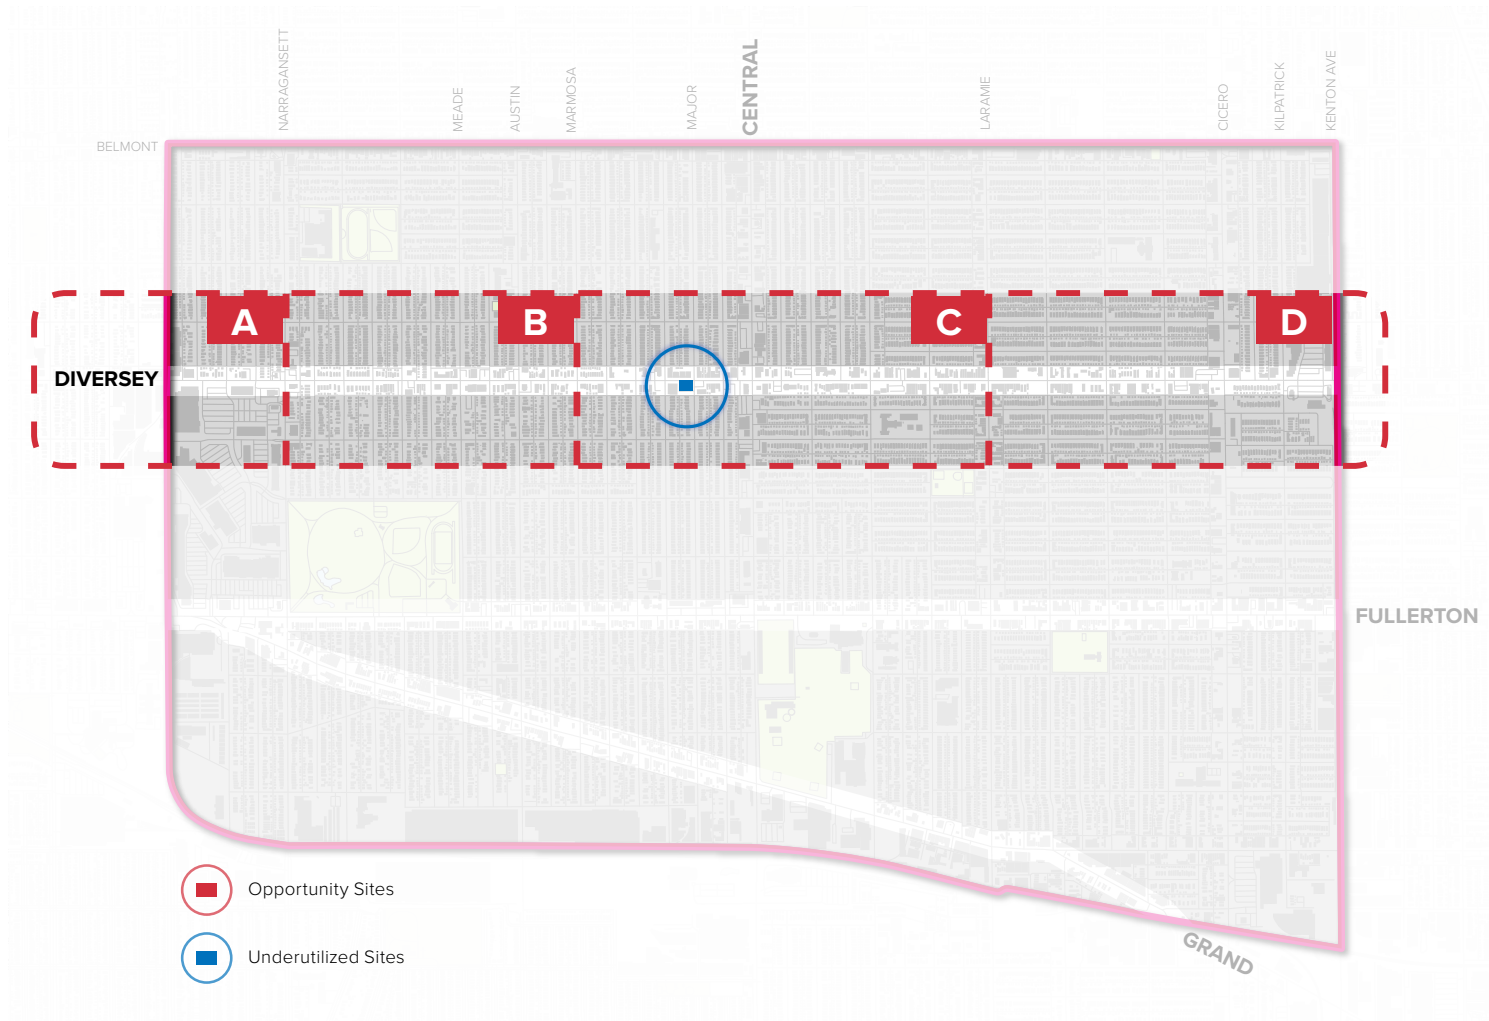 NARRAGANSETT
MEADE
AUSTIN
MARMOSA
MAJOR
CENTRAL
LARAMIE
CICERO
KILPATRICK
KENTON AVE
BELMONT
A
B
C
D
DIVERSEY
FULLERTON
Opportunity Sites
GRAND
Underutilized Sites